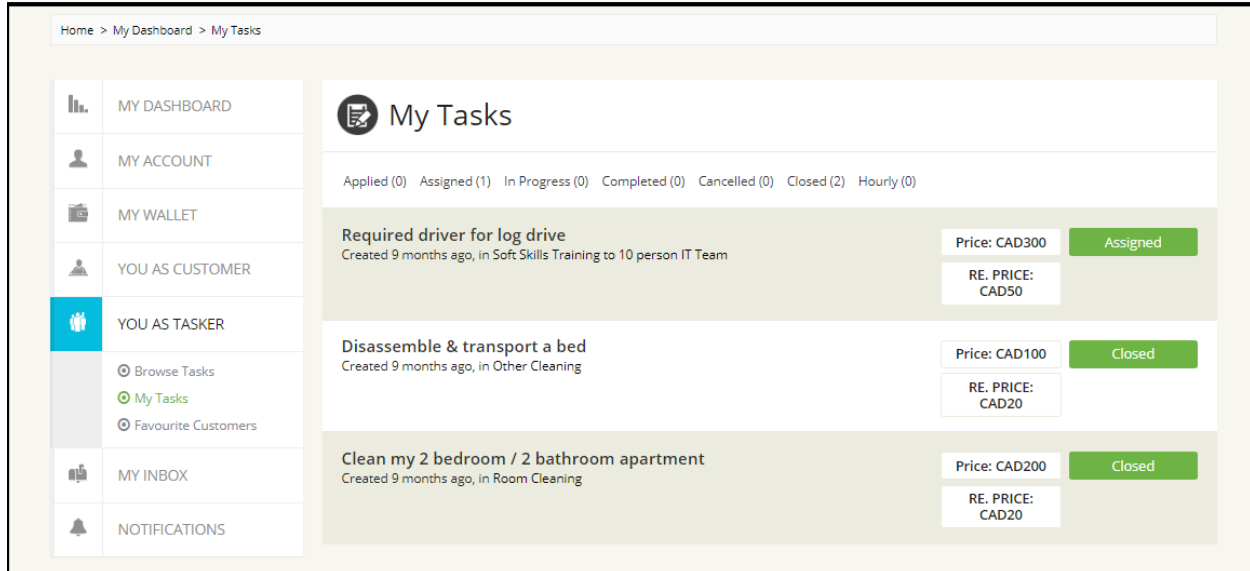 Home > My Dashboard > My Tasks
MY DASHBOARD
MY ACCOUNT
MY WALLET
YOU AS CUSTOMER
YOU AS TASKER
Browse Tasks
My Tasks
Favourite Customers
MY INBOX
NOTIFICATIONS
My Tasks
Applied (0) Assigned (1) In Progress (0) Completed (0) Cancelled (0) Closed (2) Hourly (0)
Required driver for log drive
Created 9 months ago, in Soft Skills Training to 10 person IT Team
Price: CAD300
Assigned
RE. PRICE:
CAD50
Disassemble & transport a bed
Created 9 months ago, in Other Cleaning
Price: CAD100
Closed
RE. PRICE:
CAD20
Clean my 2 bedroom / 2 bathroom apartment
Created 9 months ago, in Room Cleaning
Price: CAD200
Closed
RE. PRICE:
CAD20